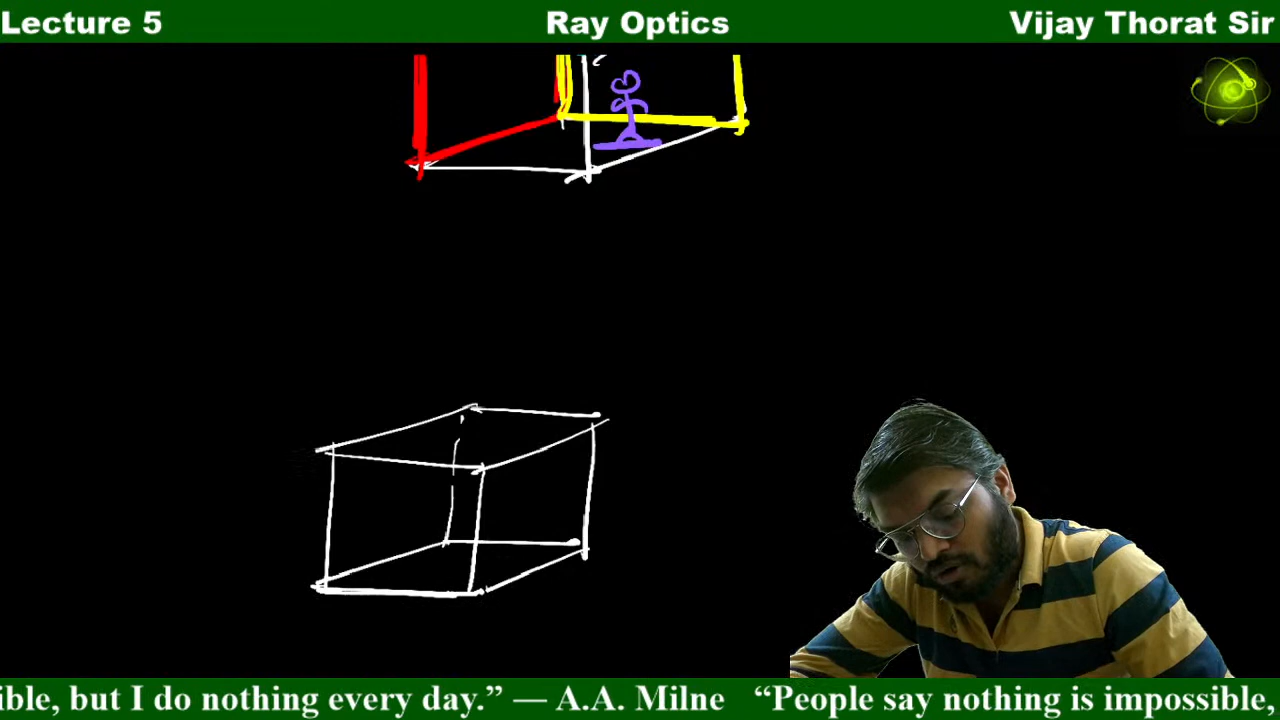 Lecture 5 Ray Optics Vijay Thorat Sir
ible, but I do nothing every day.” — A.A. Milne “People say nothing is impossible,